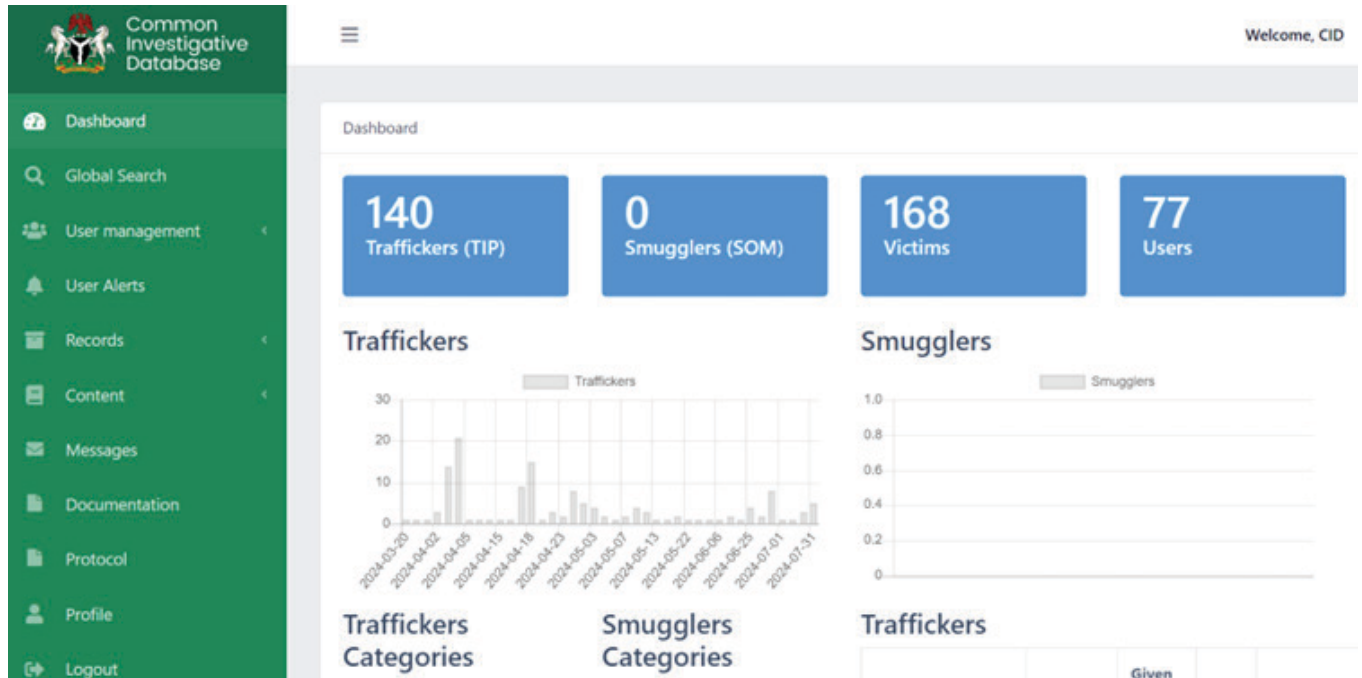 Common
Investigative
Database
Welcome, CID
Dashboard
Global Search
User management
User Alerts
Records
Content
Messages
Documentation
Protocol
Profile
Logout
Dashboard
140
Traffickers (TIP)
0
Smugglers (SOM)
168
Victims
77
Users
Traffickers
Traffickers
30
20
10
0
2024-03-20
2024-04-02
2024-04-05
2024-04-15
2024-04-18
2024-04-23
2024-05-03
2024-05-07
2024-05-13
2024-05-22
2024-06-06
2024-06-25
2024-07-01
2024-07-31
Smugglers
Smugglers
1.0
0.8
0.6
0.4
0.2
0
Traffickers
Categories
Smugglers
Categories
Traffickers
Given